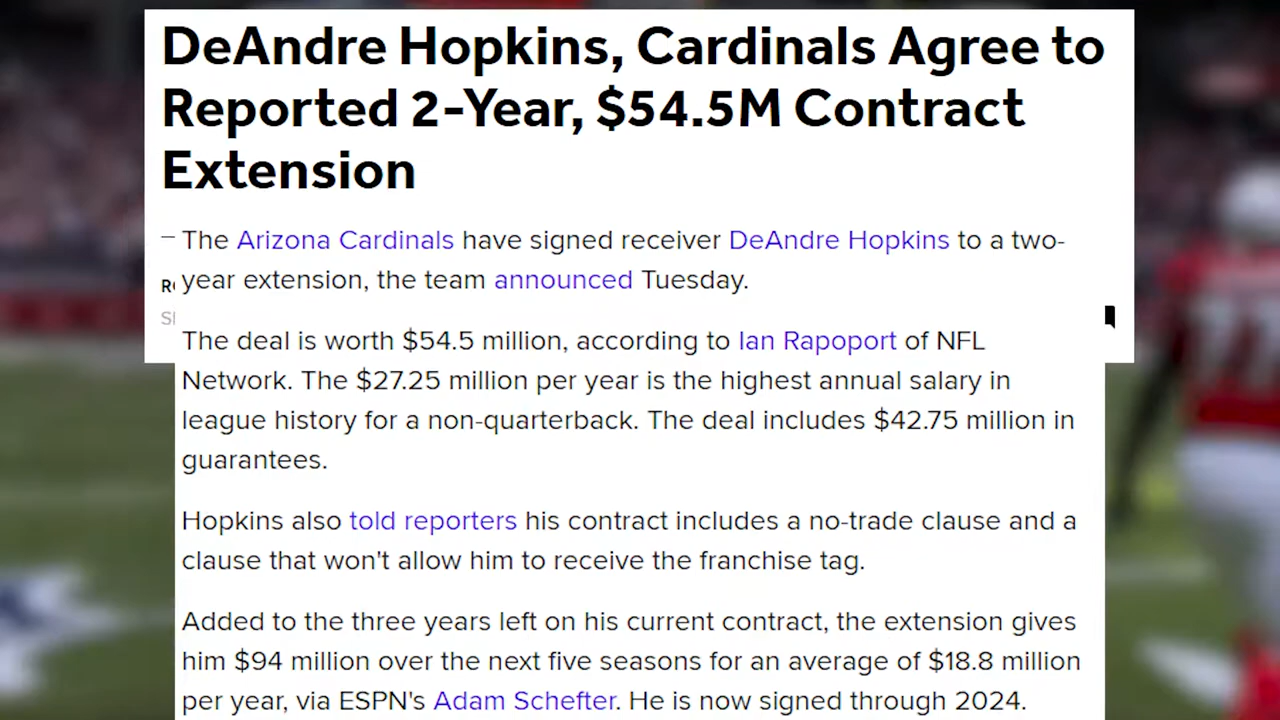 DeAndre Hopkins, Cardinals Agree to
Reported 2-Year, $54.5M Contract
Extension
The Arizona Cardinals have signed receiver DeAndre Hopkins to a two-
year extension, the team announced Tuesday.
The deal is worth $54.5 million, according to Ian Rapoport of NFL
Network. The $27.25 million per year is the highest annual salary in
league history for a non-quarterback. The deal includes $42.75 million in
guarantees.
Hopkins also told reporters his contract includes a no-trade clause and a
clause that won't allow him to receive the franchise tag.
Added to the three years left on his current contract, the extension gives
him $94 million over the next five seasons for an average of $18.8 million
per year, via ESPN's Adam Schefter. He is now signed through 2024.